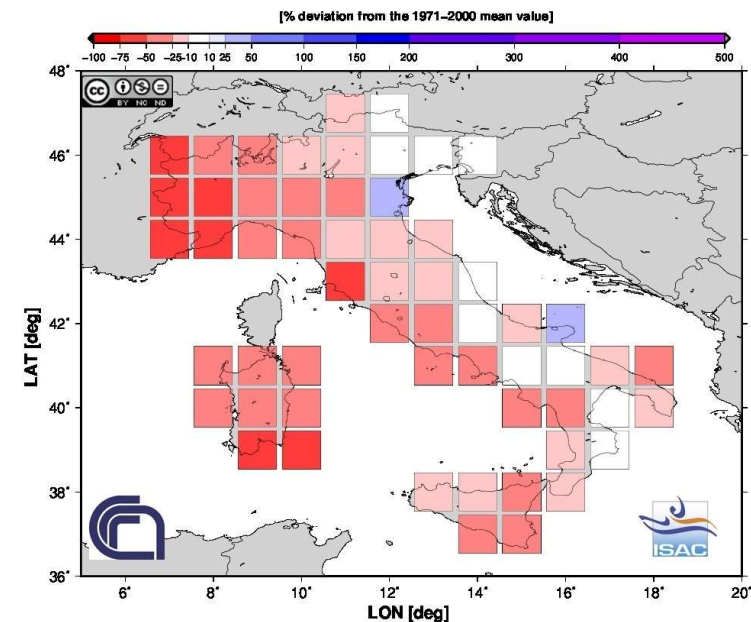 [% deviation from the 1971−2000 mean value]
−100 −75 −50 −25−10 10 25 50 100 150 200 300 400 500
48°
46°
44°
42°
40°
38°
36°
LAT [deg]
cc
BY NC ND
ISAC
6° 8° 10° 12° 14° 16° 18° 20°
LON [deg]